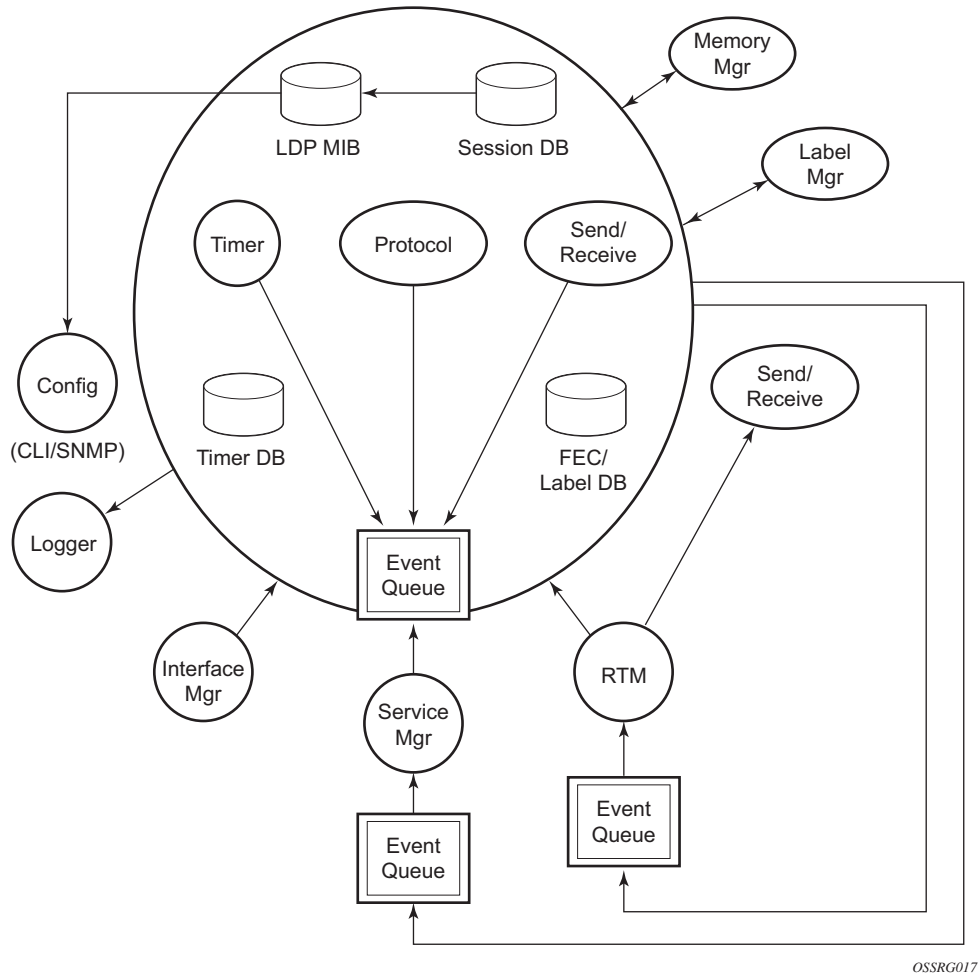 Memory
Mgr
LDP MIB
Session DB
Label
Mgr
Timer
Protocol
Send/
Receive
Config
(CLI/SNMP)
Timer DB
FEC/
Label DB
Send/
Receive
Logger
Event
Queue
Interface
Mgr
Service
Mgr
RTM
Event
Queue
Event
Queue
OSSRG017